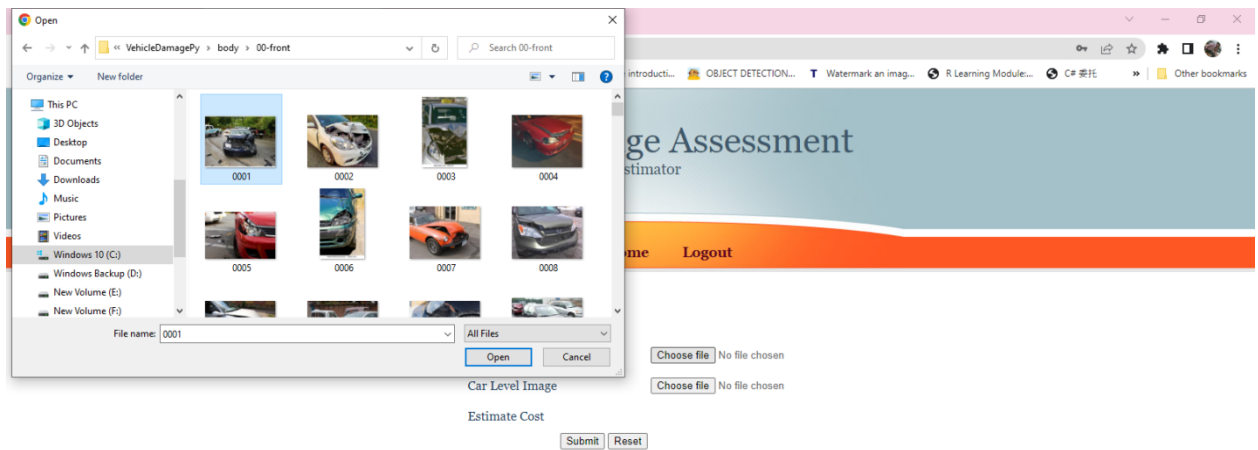 Open
« VehicleDamagePy › body › 00-front
Search 00-front
Organize
New folder
This PC
3D Objects
Desktop
Documents
Downloads
Music
Pictures
Videos
Windows 10 (C:)
Windows Backup (D:)
New Volume (E:)
New Volume (F:)
0001 0002 0003 0004
0005 0006 0007 0008
File name: 0001
All Files
Open Cancel
introducti... OBJECT DETECTION... T Watermark an imag... R Learning Module:... C# 委托 » Other bookmarks
ge Assessment
stimator
me Logout
Choose file No file chosen
Car Level Image Choose file No file chosen
Estimate Cost
Submit Reset